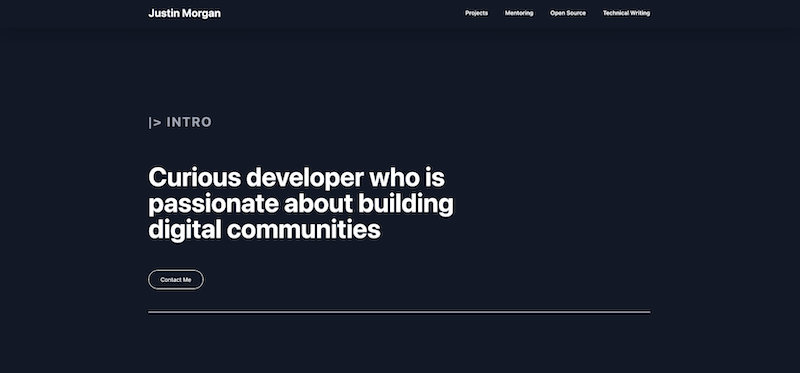 Justin Morgan Projects Mentoring Open Source Technical Writing
|> INTRO
Curious developer who is
passionate about building
digital communities
Contact Me